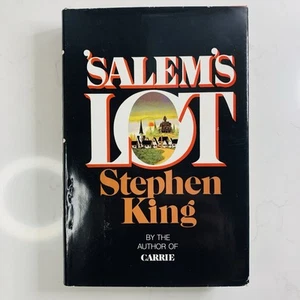 'SALEM'S
LOT
Stephen
King
BY THE
AUTHOR OF
CARRIE